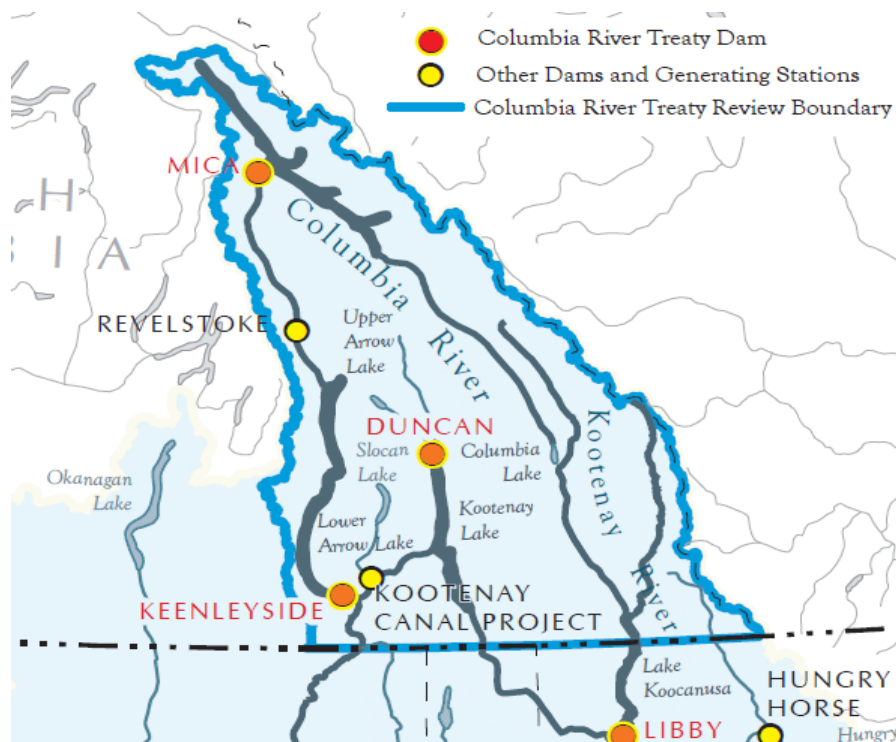 Columbia River Treaty Dam
Other Dams and Generating Stations
Columbia River Treaty Review Boundary
MICA
H
BIA
Columbia
River
REVELSTOKE
Upper
Arrow
Lake
DUNCAN
Slocan
Lake
Columbia
Lake
Kootenay
River
Okanagan
Lake
Kootenay
Lake
Lower
Arrow Lake
KEENLEYSIDE
KOOTENAY
CANAL PROJECT
Lake
Koocanusa
HUNGRY
HORSE
LIBBY
Hungry